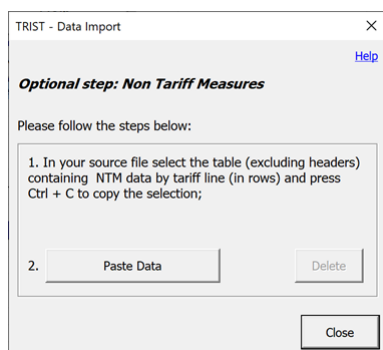 TRIST - Data Import
Help
Optional step: Non Tariff Measures
Please follow the steps below:
1. In your source file select the table (excluding headers)
containing NTM data by tariff line (in rows) and press
Ctrl + C to copy the selection;
2. Paste Data Delete
Close